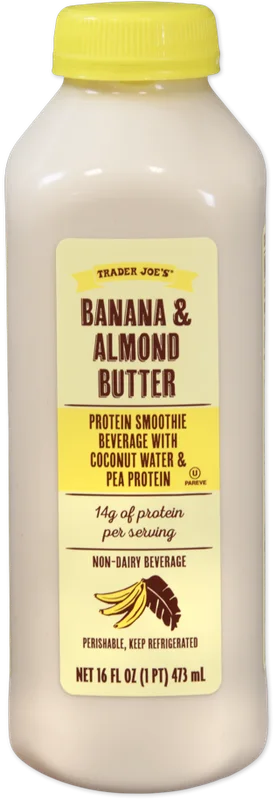 TRADER JOE'S™
BANANA &
ALMOND
BUTTER
PROTEIN SMOOTHIE
BEVERAGE WITH
COCONUT WATER &
PEA PROTEIN
U
PAREVE
14g of protein
per serving
NON-DAIRY BEVERAGE
PERISHABLE, KEEP REFRIGERATED
NET 16 FL OZ (1 PT) 473 mL